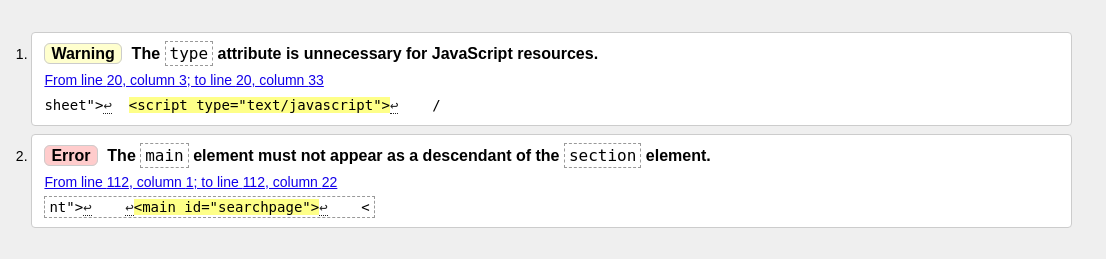 1. Warning The type attribute is unnecessary for JavaScript resources.
From line 20, column 3; to line 20, column 33
sheet">↩  <script type="text/javascript">↩    /
2. Error The main element must not appear as a descendant of the section element.
From line 112, column 1; to line 112, column 22
nt">↩    ↩<main id="searchpage">↩    <